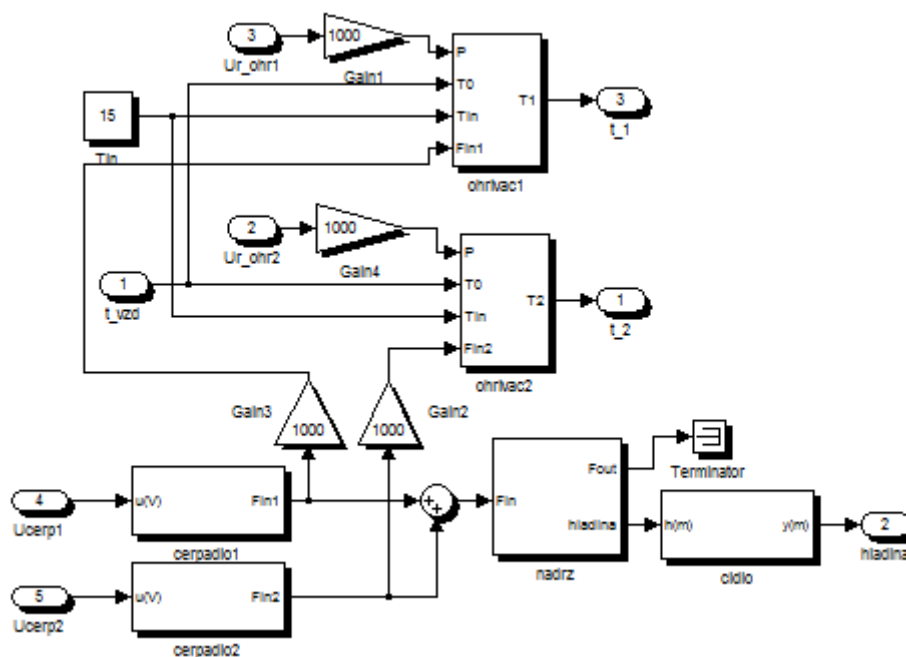 3
1000
Ur_ohr1
Gain1
P
T0
Tin
Fin1
T1
ohrivac1
3
t_1
15
Tin
2
1000
Ur_ohr2
Gain4
P
T0
Tin
Fin2
T2
ohrivac2
1
t_2
1
t_vzd
Gain3
1000
Gain2
1000
4
Ucerp1
u(V)
Fin1
cerpadlo1
5
Ucerp2
u(V)
Fin2
cerpadlo2
+
+
Fin
Fout
hladina
nadrz
Terminator
h(m)
y(m)
cidlo
2
hladina